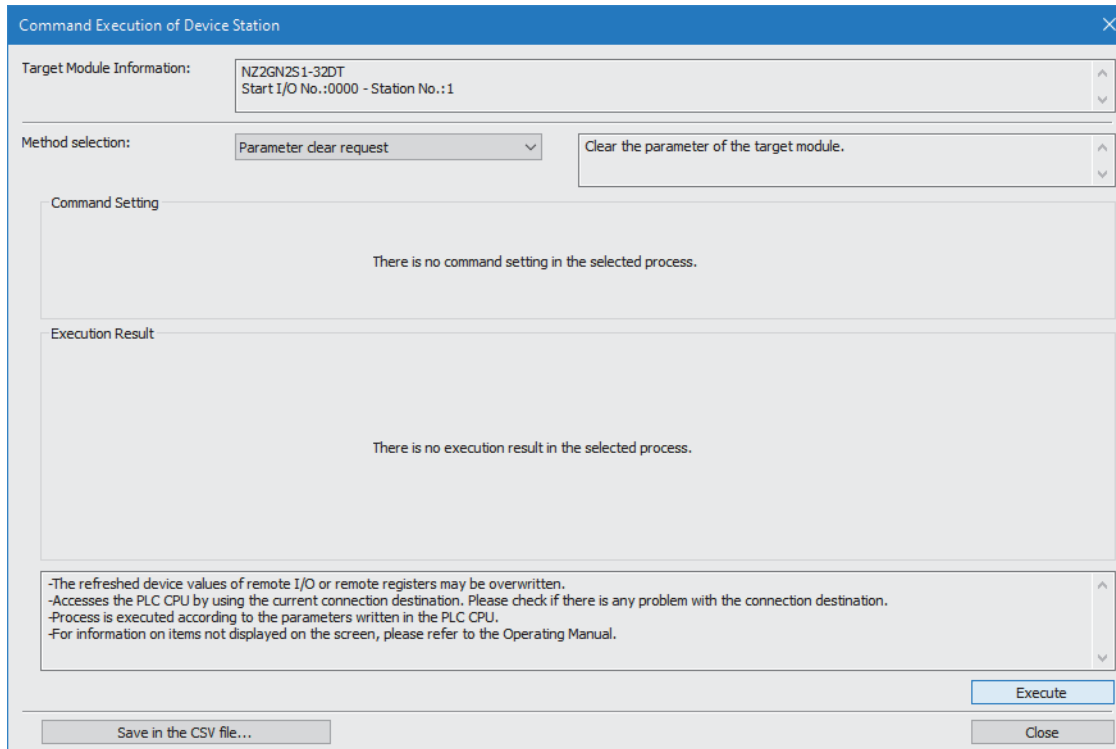 Command Execution of Device Station
Target Module Information:
NZ2GN2S1-32DT
Start I/O No.:0000 - Station No.:1
Method selection:
Parameter clear request
Clear the parameter of the target module.
Command Setting
There is no command setting in the selected process.
Execution Result
There is no execution result in the selected process.
-The refreshed device values of remote I/O or remote registers may be overwritten.
-Accesses the PLC CPU by using the current connection destination. Please check if there is any problem with the connection destination.
-Process is executed according to the parameters written in the PLC CPU.
-For information on items not displayed on the screen, please refer to the Operating Manual.
Execute
Save in the CSV file...
Close